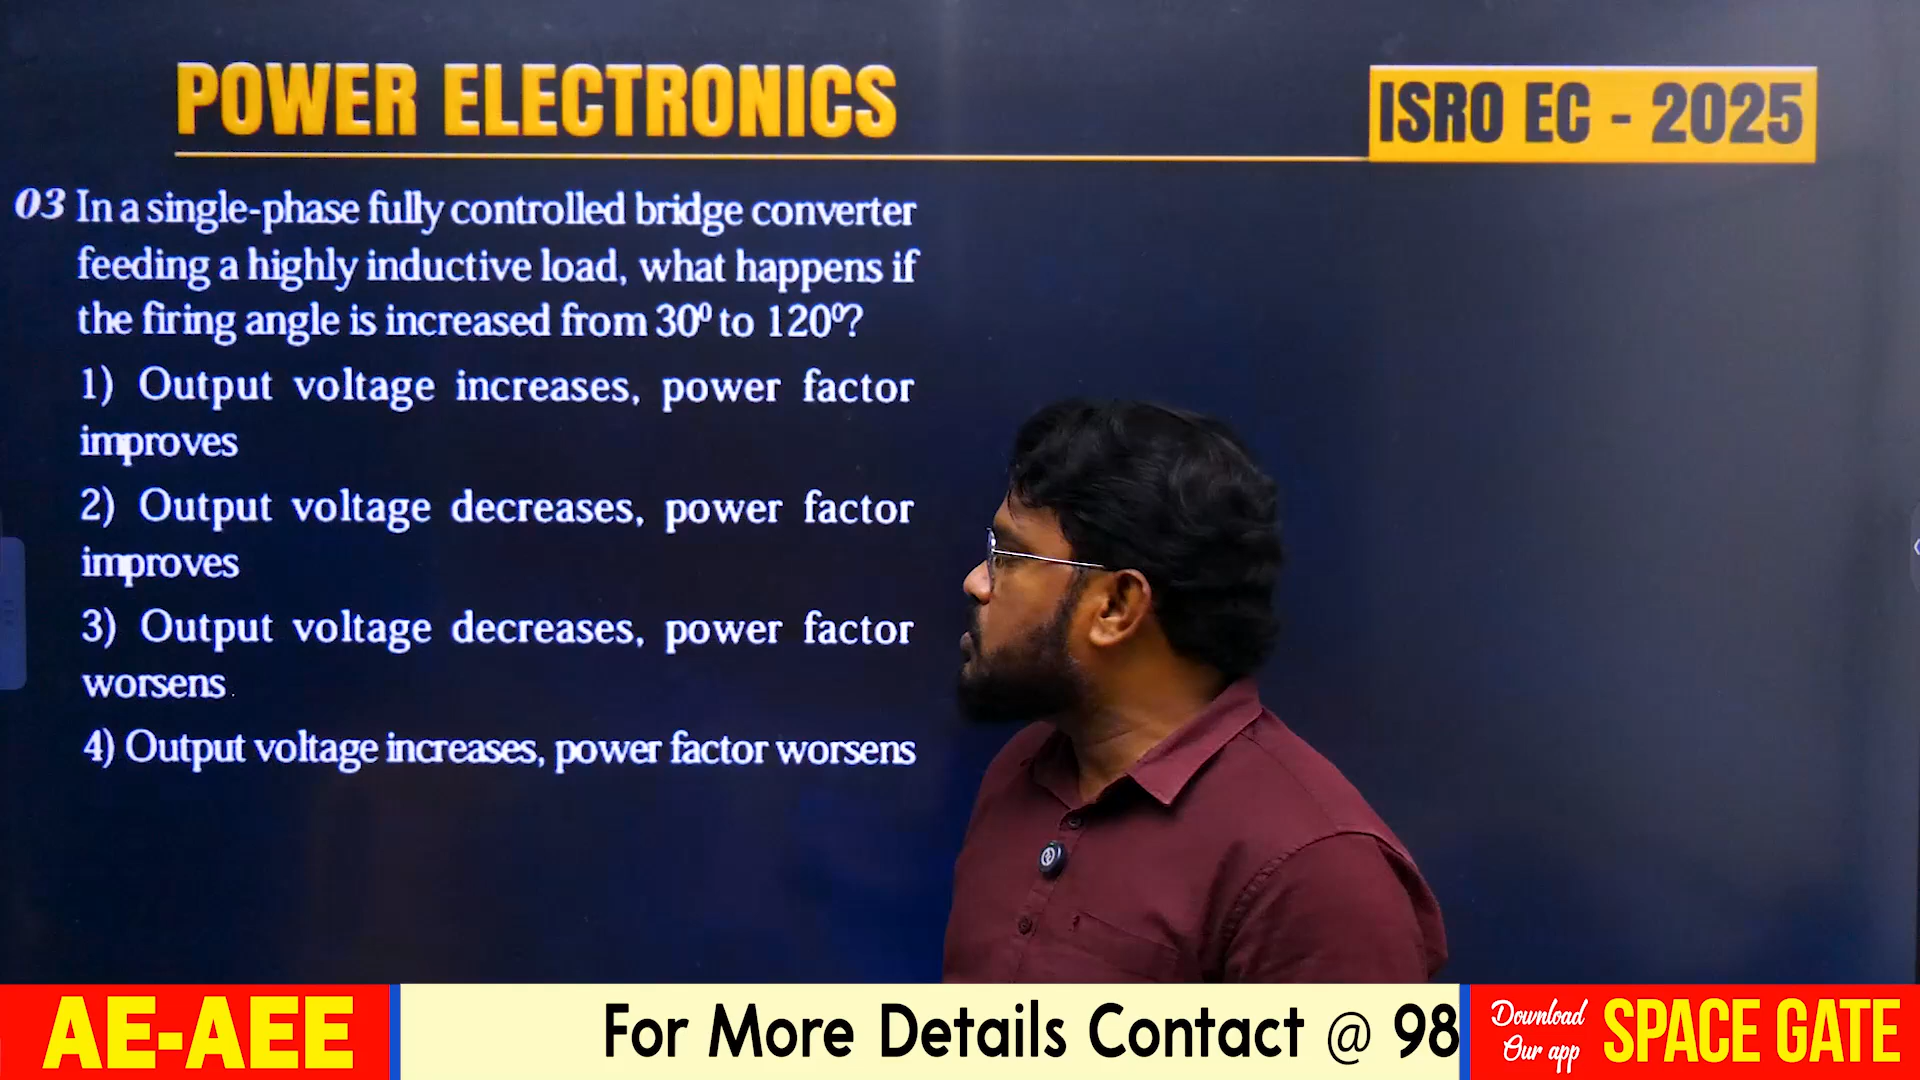 POWER ELECTRONICS
ISRO EC - 2025
03 In a single-phase fully controlled bridge converter
feeding a highly inductive load, what happens if
the firing angle is increased from 30⁰ to 120⁰?
1) Output voltage increases, power factor
improves
2) Output voltage decreases, power factor
improves
3) Output voltage decreases, power factor
worsens
4) Output voltage increases, power factor worsens
AE-AEE
For More Details Contact @ 98
Download
Our app
SPACE GATE